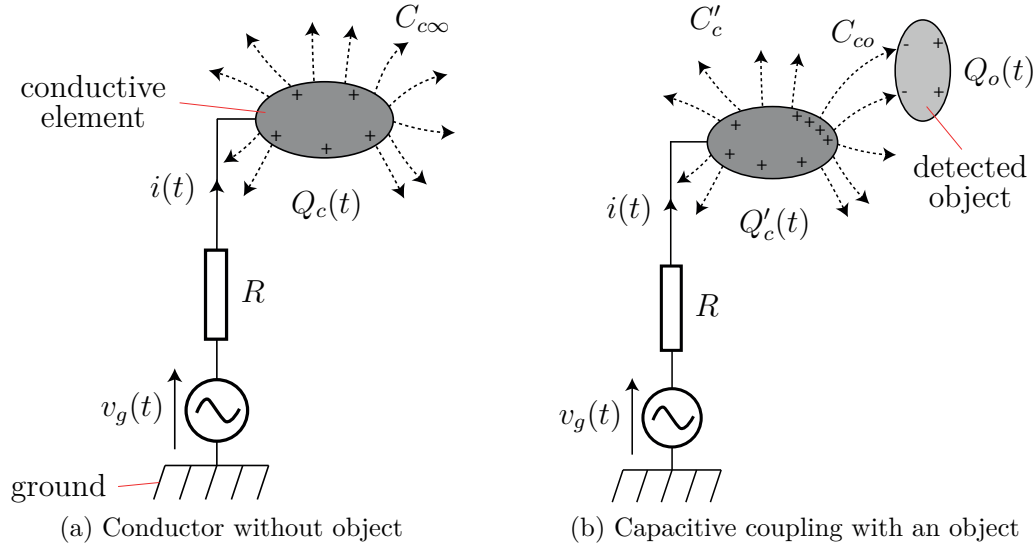 C_{c∞}
conductive
element
i(t)
Q_c(t)
R
v_g(t)
ground
(a) Conductor without object
C'_c
C_{co}
Q_o(t)
detected
object
i(t)
Q'_c(t)
R
v_g(t)
(b) Capacitive coupling with an object